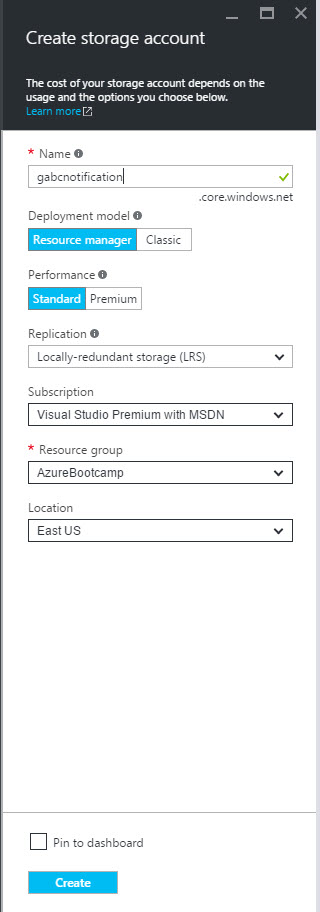 Create storage account
The cost of your storage account depends on the
usage and the options you choose below.
Learn more
* Name
gabcnotification
.core.windows.net
Deployment model
Resource manager Classic
Performance
Standard Premium
Replication
Locally-redundant storage (LRS)
Subscription
Visual Studio Premium with MSDN
* Resource group
AzureBootcamp
Location
East US
Pin to dashboard
Create